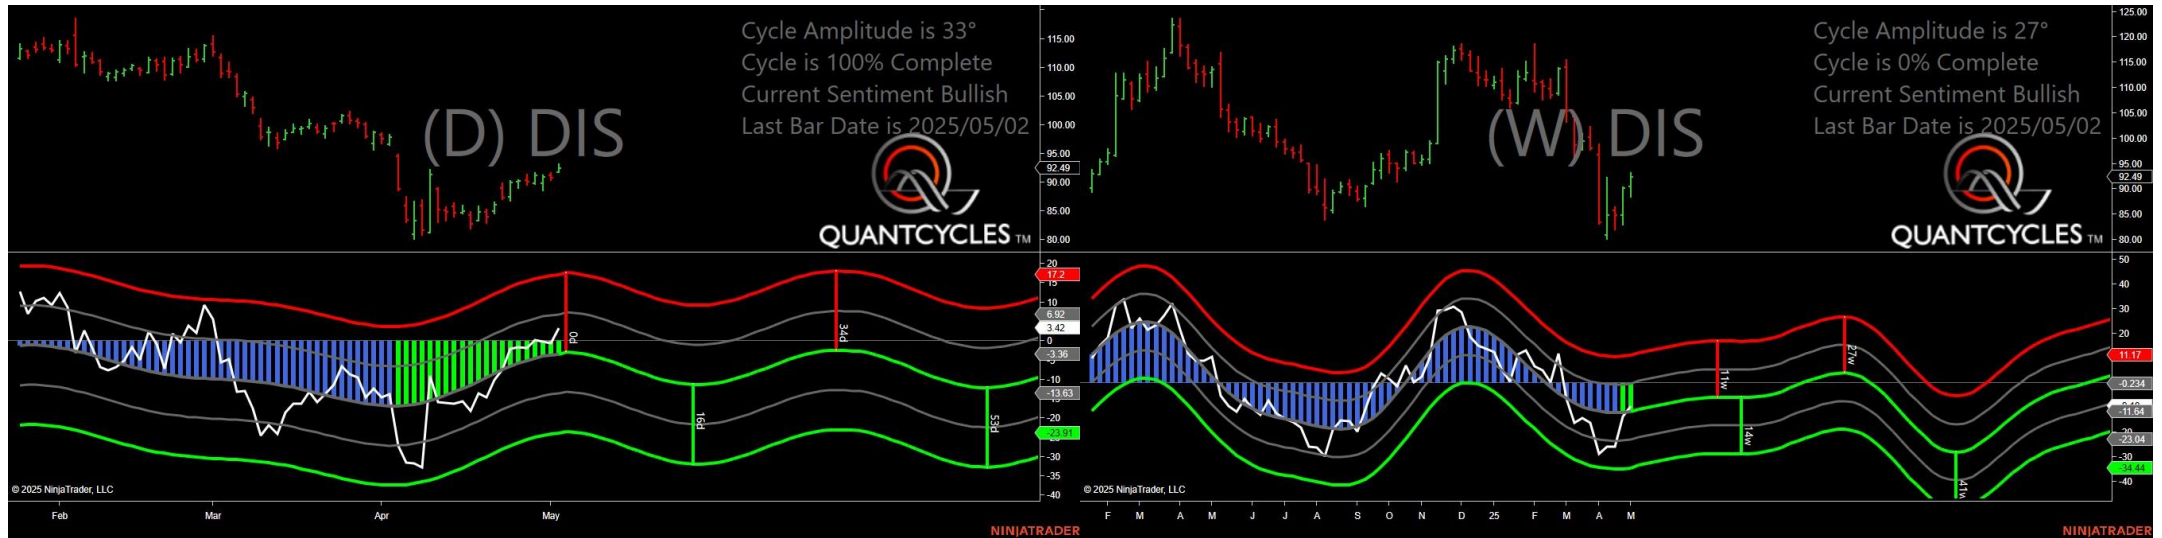 Cycle Amplitude is 33°
Cycle is 100% Complete
Current Sentiment Bullish
Last Bar Date is 2025/05/02
(D) DIS
QUANTCYCLES TM
115.00
110.00
105.00
100.00
95.00
92.49
90.00
85.00
80.00
20
17.2
15
10
6.92
3.42
0
-3.36
-10
-13.63
-20
-23.91
-30
-35
-40
0d
16d
34d
53d
© 2025 NinjaTrader, LLC
Feb Mar Apr May
NINJATRADER
Cycle Amplitude is 27°
Cycle is 0% Complete
Current Sentiment Bullish
Last Bar Date is 2025/05/02
(W) DIS
QUANTCYCLES TM
125.00
120.00
115.00
110.00
105.00
100.00
95.00
92.49
90.00
85.00
80.00
50
40
30
20
11.17
-0.234
-11.64
-23.04
-30
-34.44
-40
11w
14w
27w
41w
© 2025 NinjaTrader, LLC
F M A M J J A S O N D 25 F M A M
NINJATRADER